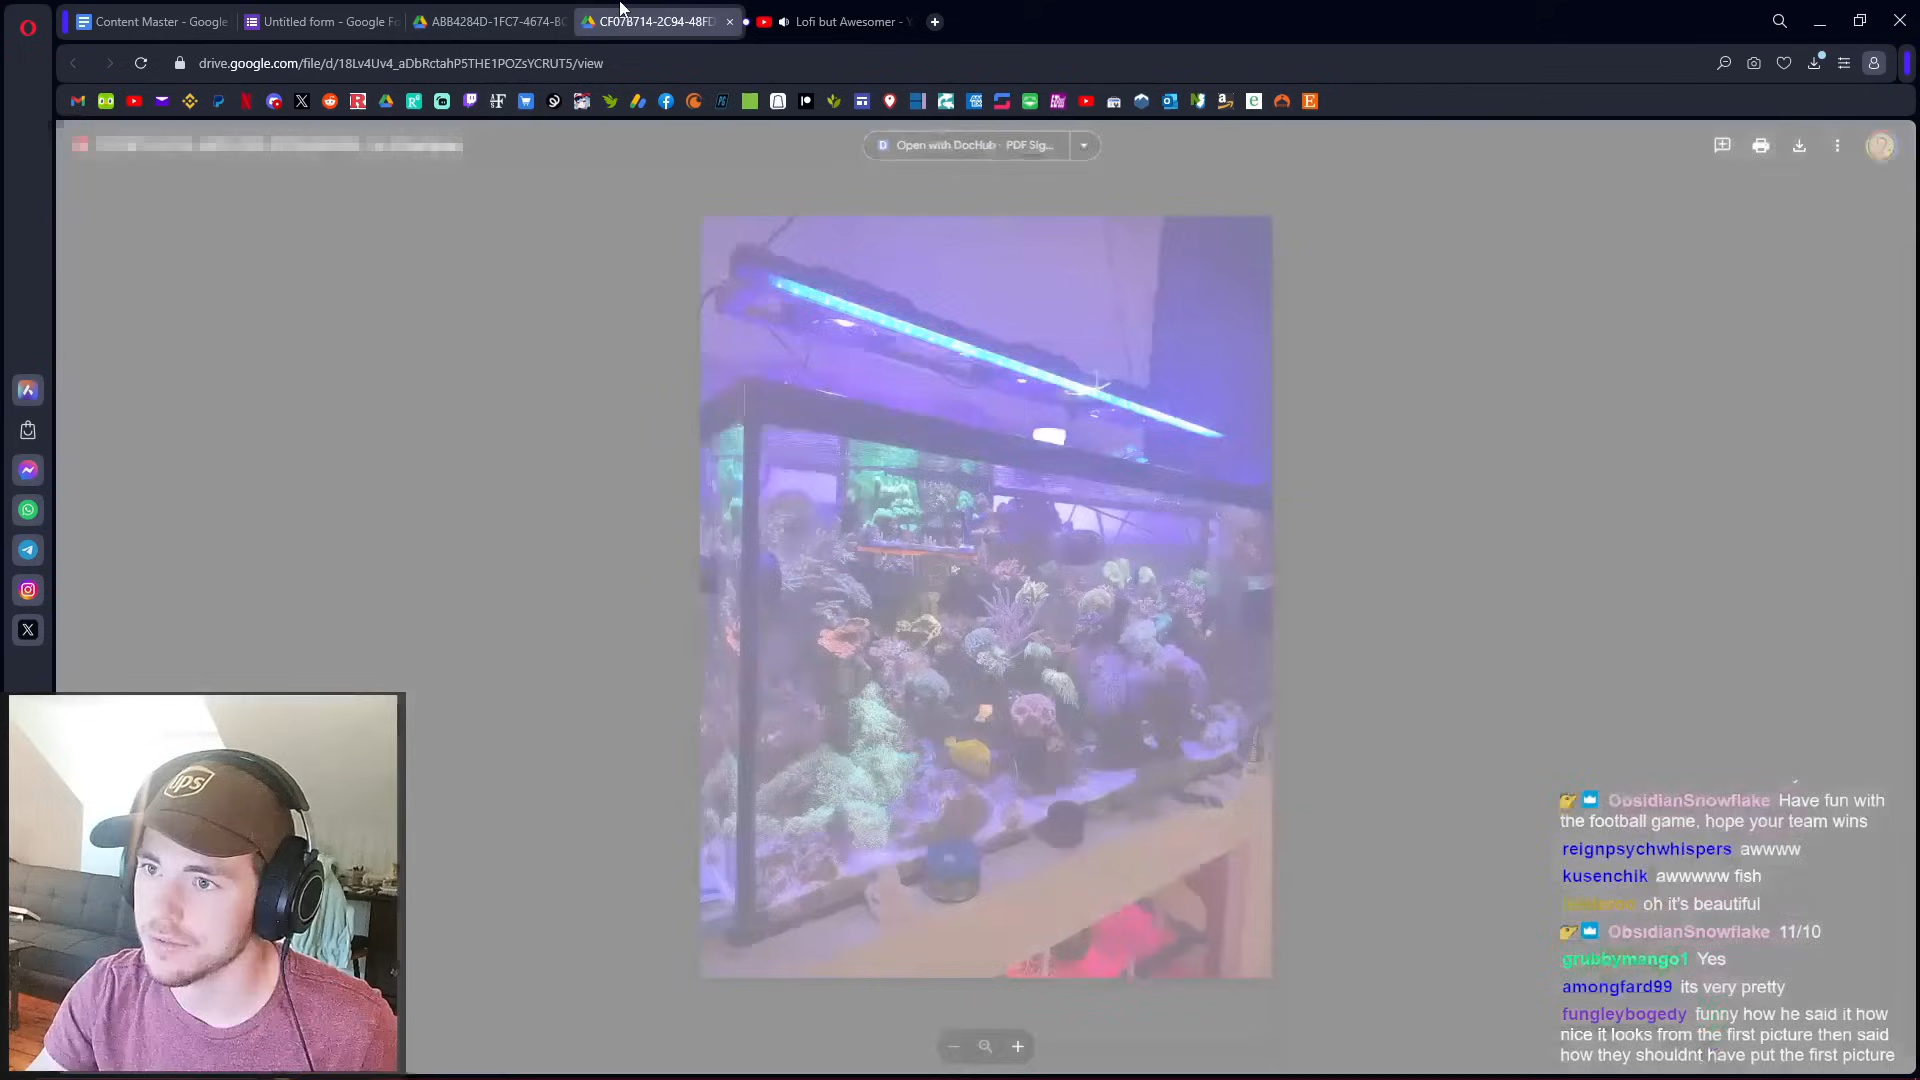 Content Master - Google
Untitled form - Google Fo
ABB4284D-1FC7-4674-BC
CF07B714-2C94-48FD
Lofi but Awesomer - Y
drive.google.com/file/d/18Lv4Uv4_aDbRctahP5THE1POZsYCRUT5/view
Open with DocHub - PDF Sig...
ups
ObsidianSnowflake Have fun with
the football game, hope your team wins
reignpsychwhispers awwww
kusenchik awwwww fish
oh it's beautiful
ObsidianSnowflake 11/10
grubbymango1 Yes
amongfard99 its very pretty
fungleybogedy funny how he said it how
nice it looks from the first picture then said
how they shouldnt have put the first picture